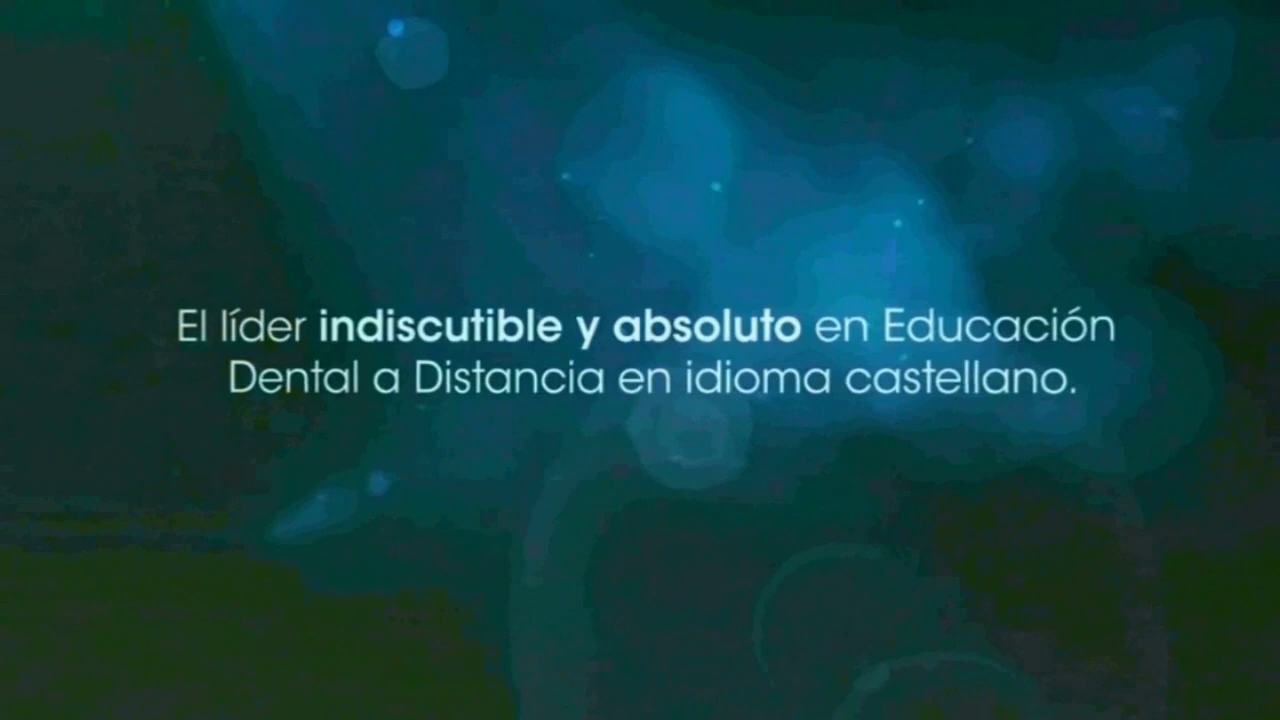 El líder indiscutible y absoluto en Educación
Dental a Distancia en idioma castellano.